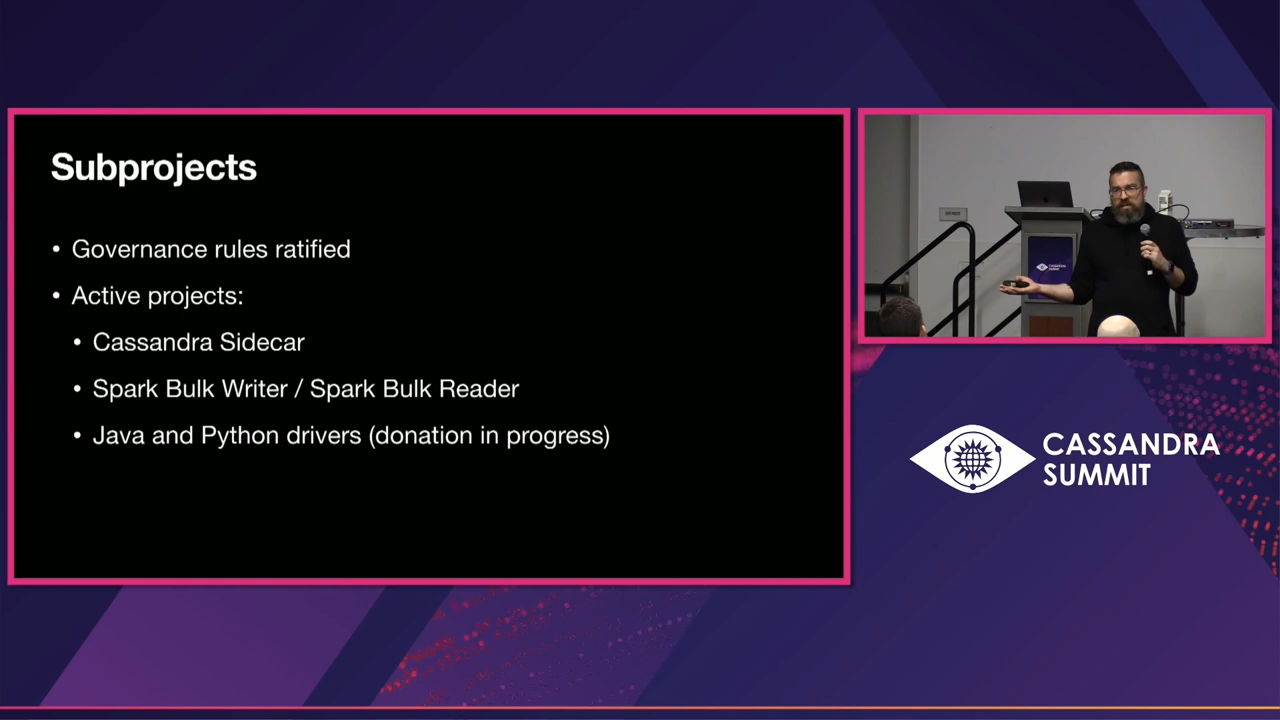 Subprojects
• Governance rules ratified
• Active projects:
• Cassandra Sidecar
• Spark Bulk Writer / Spark Bulk Reader
• Java and Python drivers (donation in progress)
CASSANDRA
SUMMIT